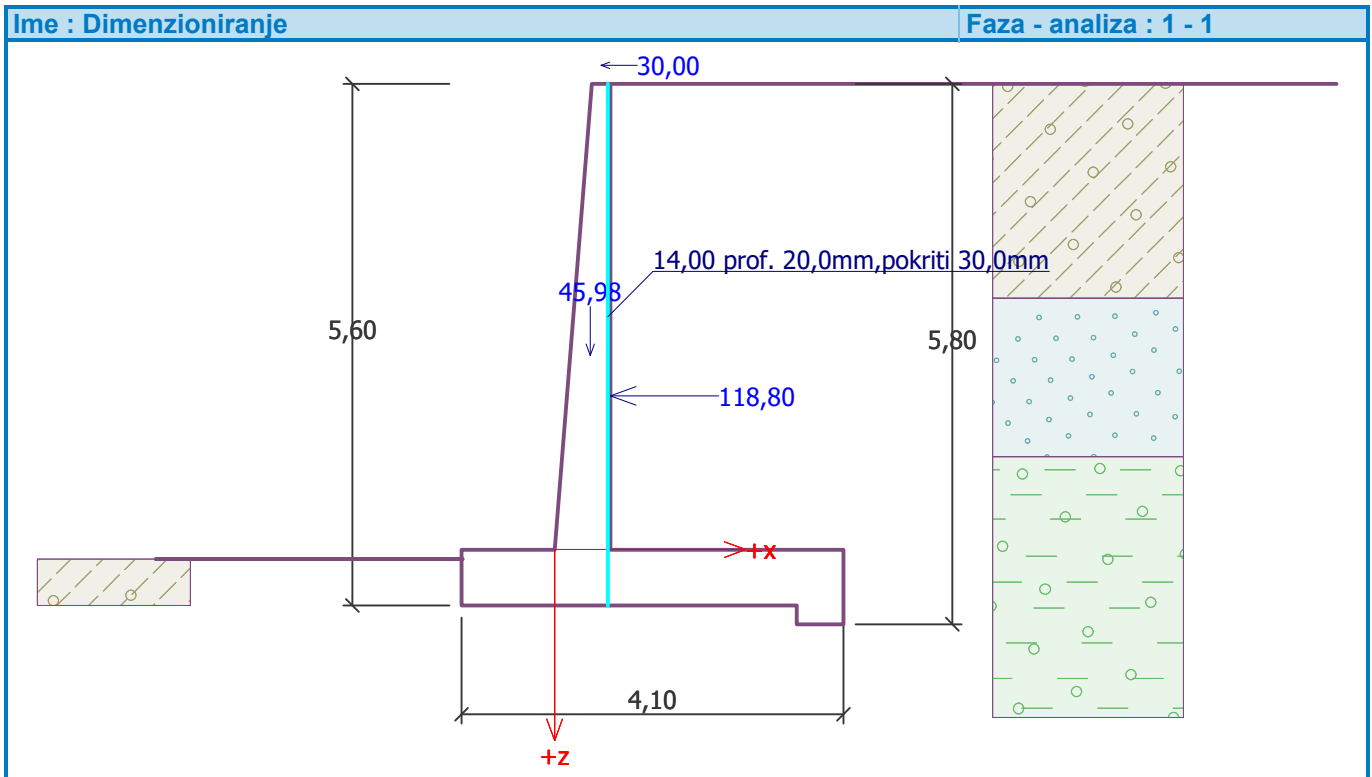 Ime : Dimenzioniranje
Faza - analiza : 1 - 1
30,00
14,00 prof. 20,0mm,pokriti 30,0mm
45,98
5,60
5,80
118,80
+x
4,10
+z